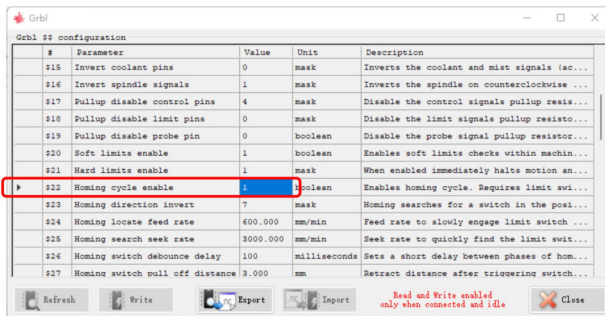 Grbl
Grbl $$ configuration
# Parameter Value Unit Description
$15 Invert coolant pins 0 mask Inverts the coolant and mist signals (ac...
$16 Invert spindle signals 1 mask Inverts the spindle on counterclockwise ...
$17 Pullup disable control pins 4 mask Disable the control signals pullup resis...
$18 Pullup disable limit pins 0 mask Disable the limit signals pullup resisto...
$19 Pullup disable probe pin 0 boolean Disable the probe signal pullup resistor...
$20 Soft limits enable 1 boolean Enables soft limits checks within machin...
$21 Hard limits enable 1 mask When enabled immediately halts motion an...
$22 Homing cycle enable 1 boolean Enables homing cycle. Requires limit swi...
$23 Homing direction invert 7 mask Homing searches for a switch in the posi...
$24 Homing locate feed rate 600.000 mm/min Feed rate to slowly engage limit switch ...
$25 Homing search seek rate 3000.000 mm/min Seek rate to quickly find the limit swit...
$26 Homing switch debounce delay 100 milliseconds Sets a short delay between phases of hom...
$27 Homing switch pull off distance 3.000 mm Retract distance after triggering switch...
Refresh Write Export Import Read and Write enabled
only when connected and idle Close